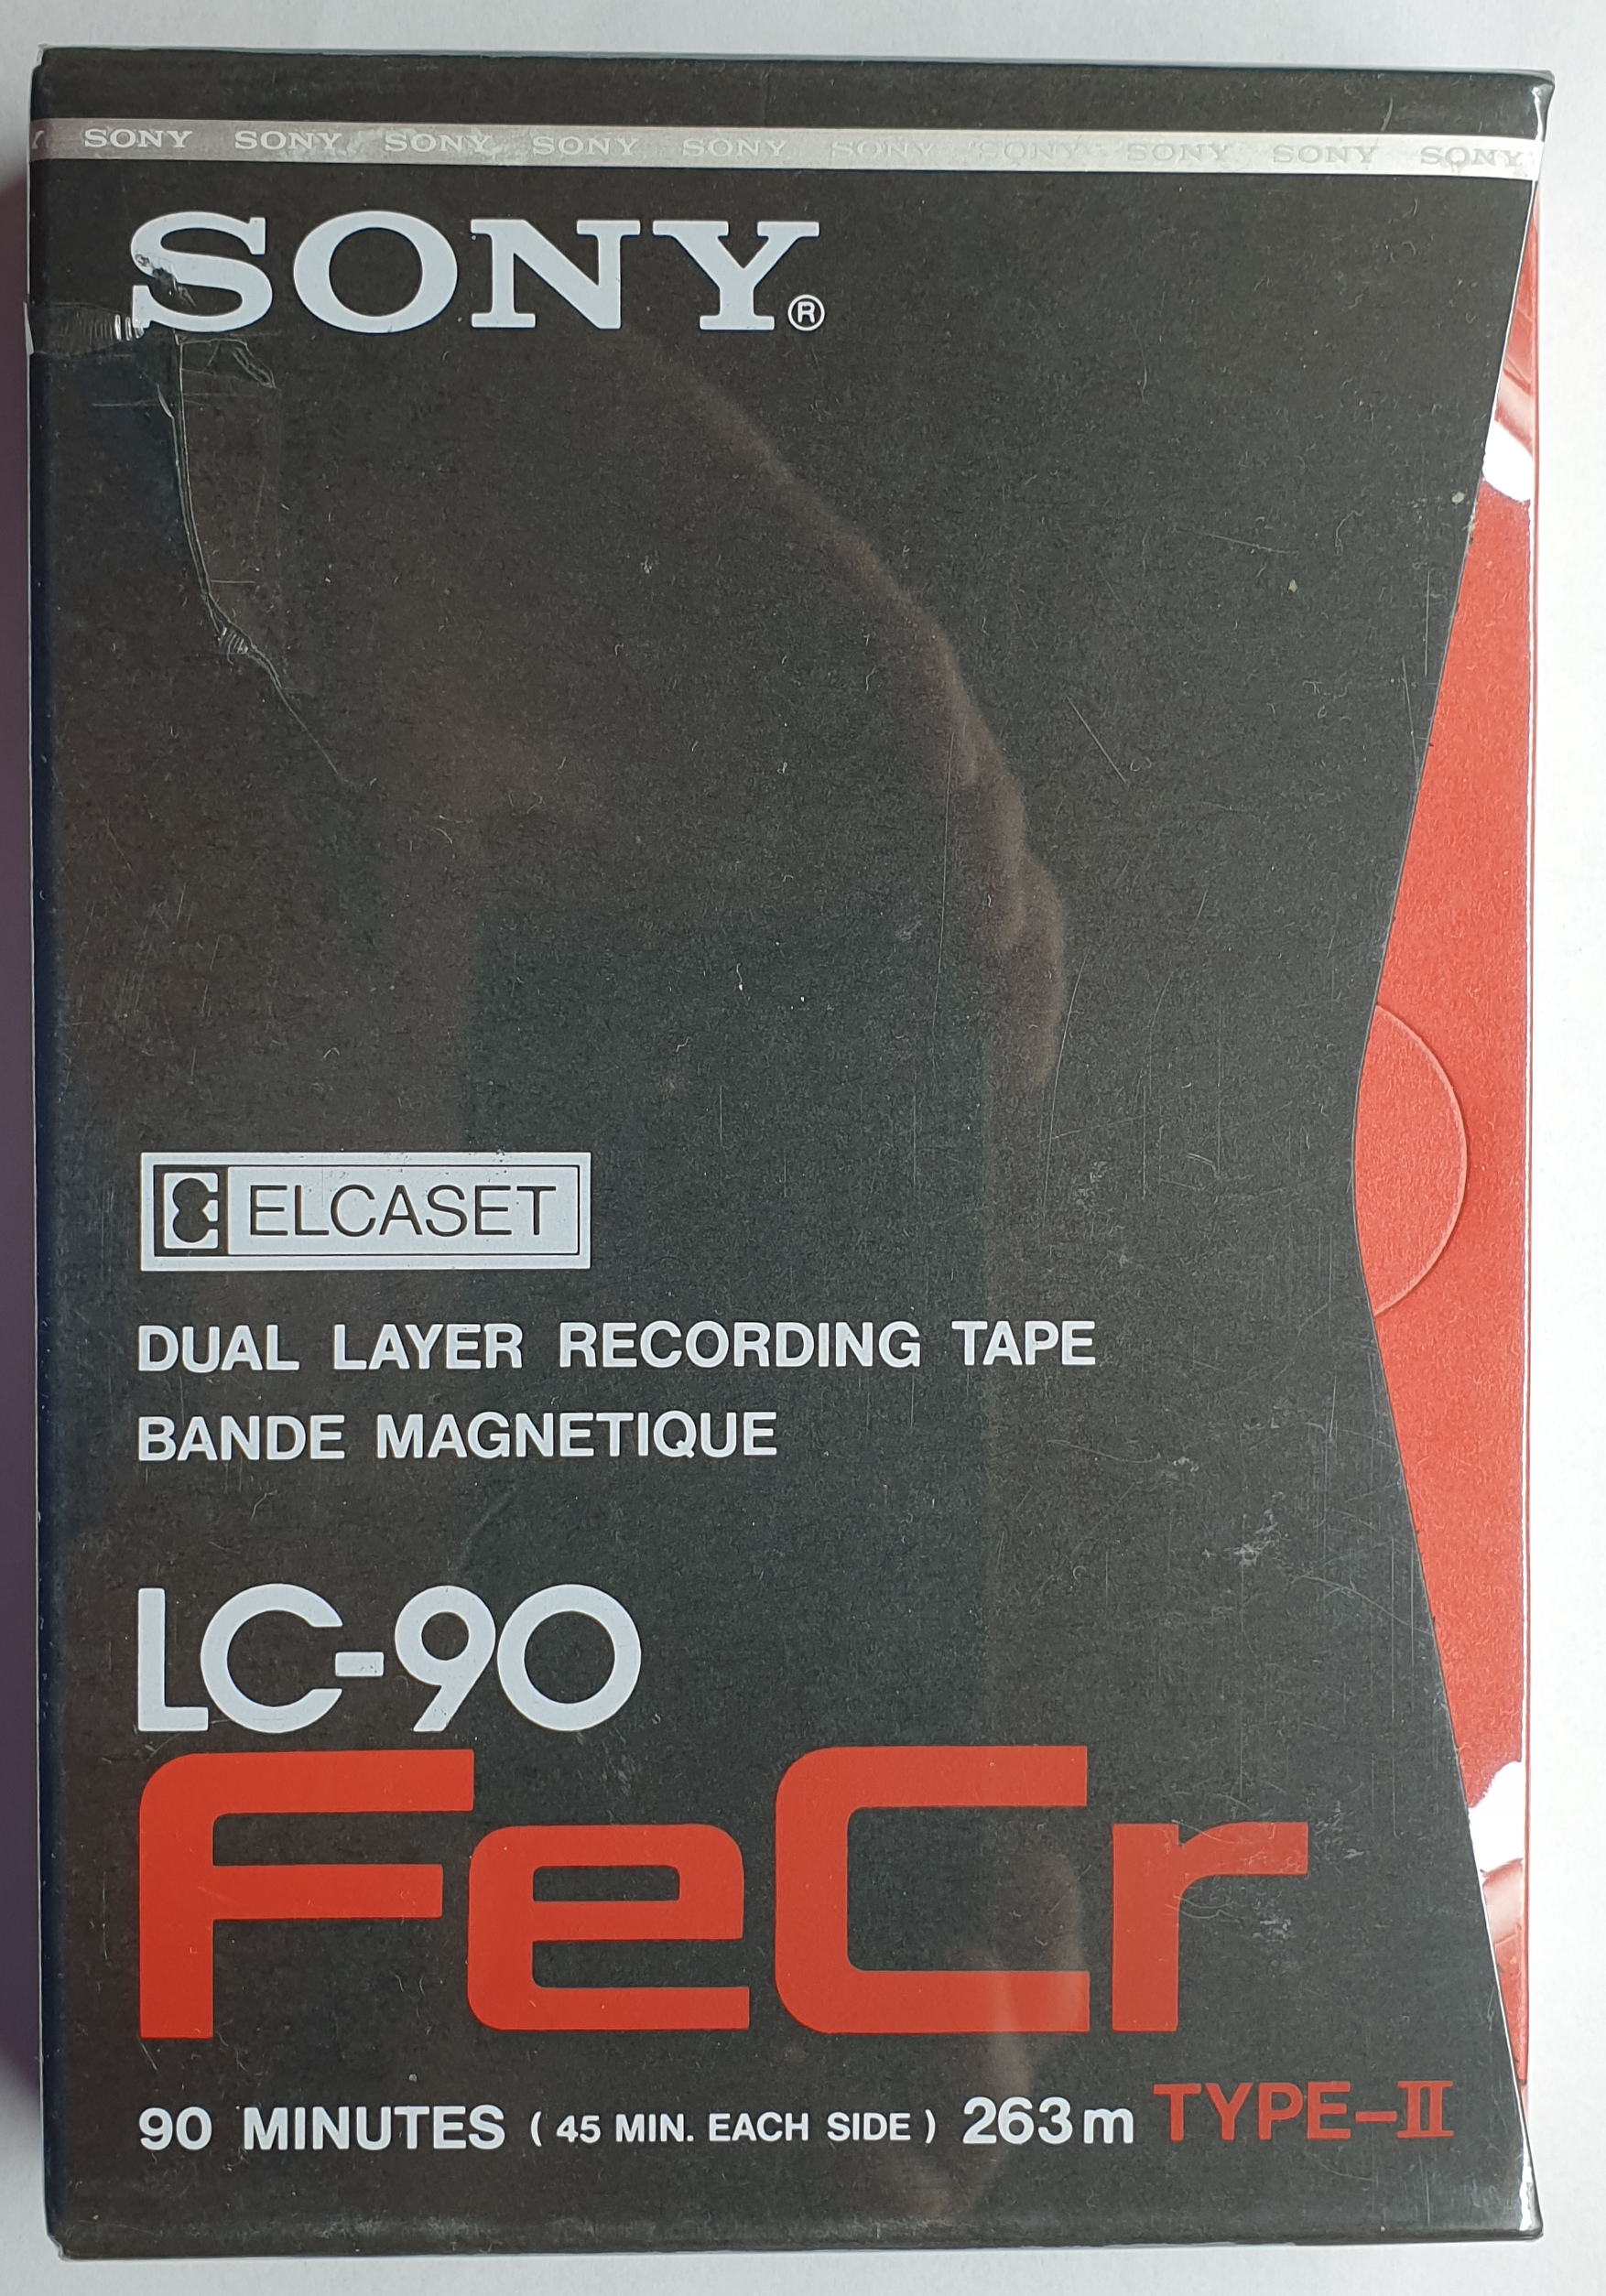 SONY SONY SONY SONY SONY SONY SONY SONY SONY SONY
SONY®
ELCASET
DUAL LAYER RECORDING TAPE
BANDE MAGNETIQUE
LC-90
FeCr
90 MINUTES ( 45 MIN. EACH SIDE ) 263m TYPE-II